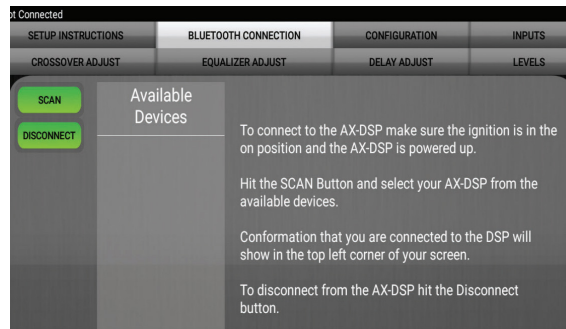 ot Connected
SETUP INSTRUCTIONS BLUETOOTH CONNECTION CONFIGURATION INPUTS
CROSSOVER ADJUST EQUALIZER ADJUST DELAY ADJUST LEVELS
SCAN
DISCONNECT
Available
Devices
To connect to the AX-DSP make sure the ignition is in the
on position and the AX-DSP is powered up.
Hit the SCAN Button and select your AX-DSP from the
available devices.
Conformation that you are connected to the DSP will
show in the top left corner of your screen.
To disconnect from the AX-DSP hit the Disconnect
button.